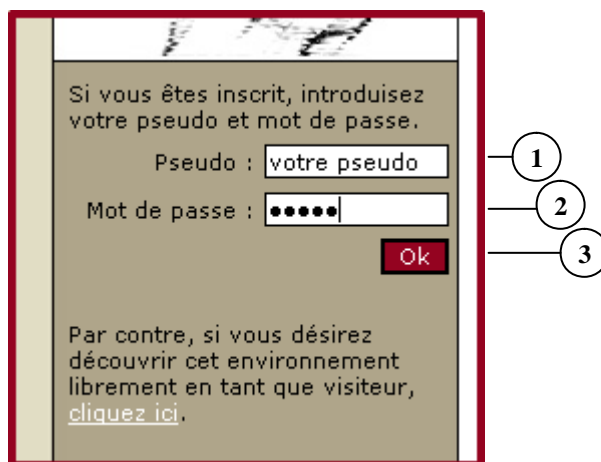 Si vous êtes inscrit, introduisez
votre pseudo et mot de passe.
Pseudo : votre pseudo 1
Mot de passe : ●●●●● 2
Ok 3
Par contre, si vous désirez
découvrir cet environnement
librement en tant que visiteur,
cliquez ici.